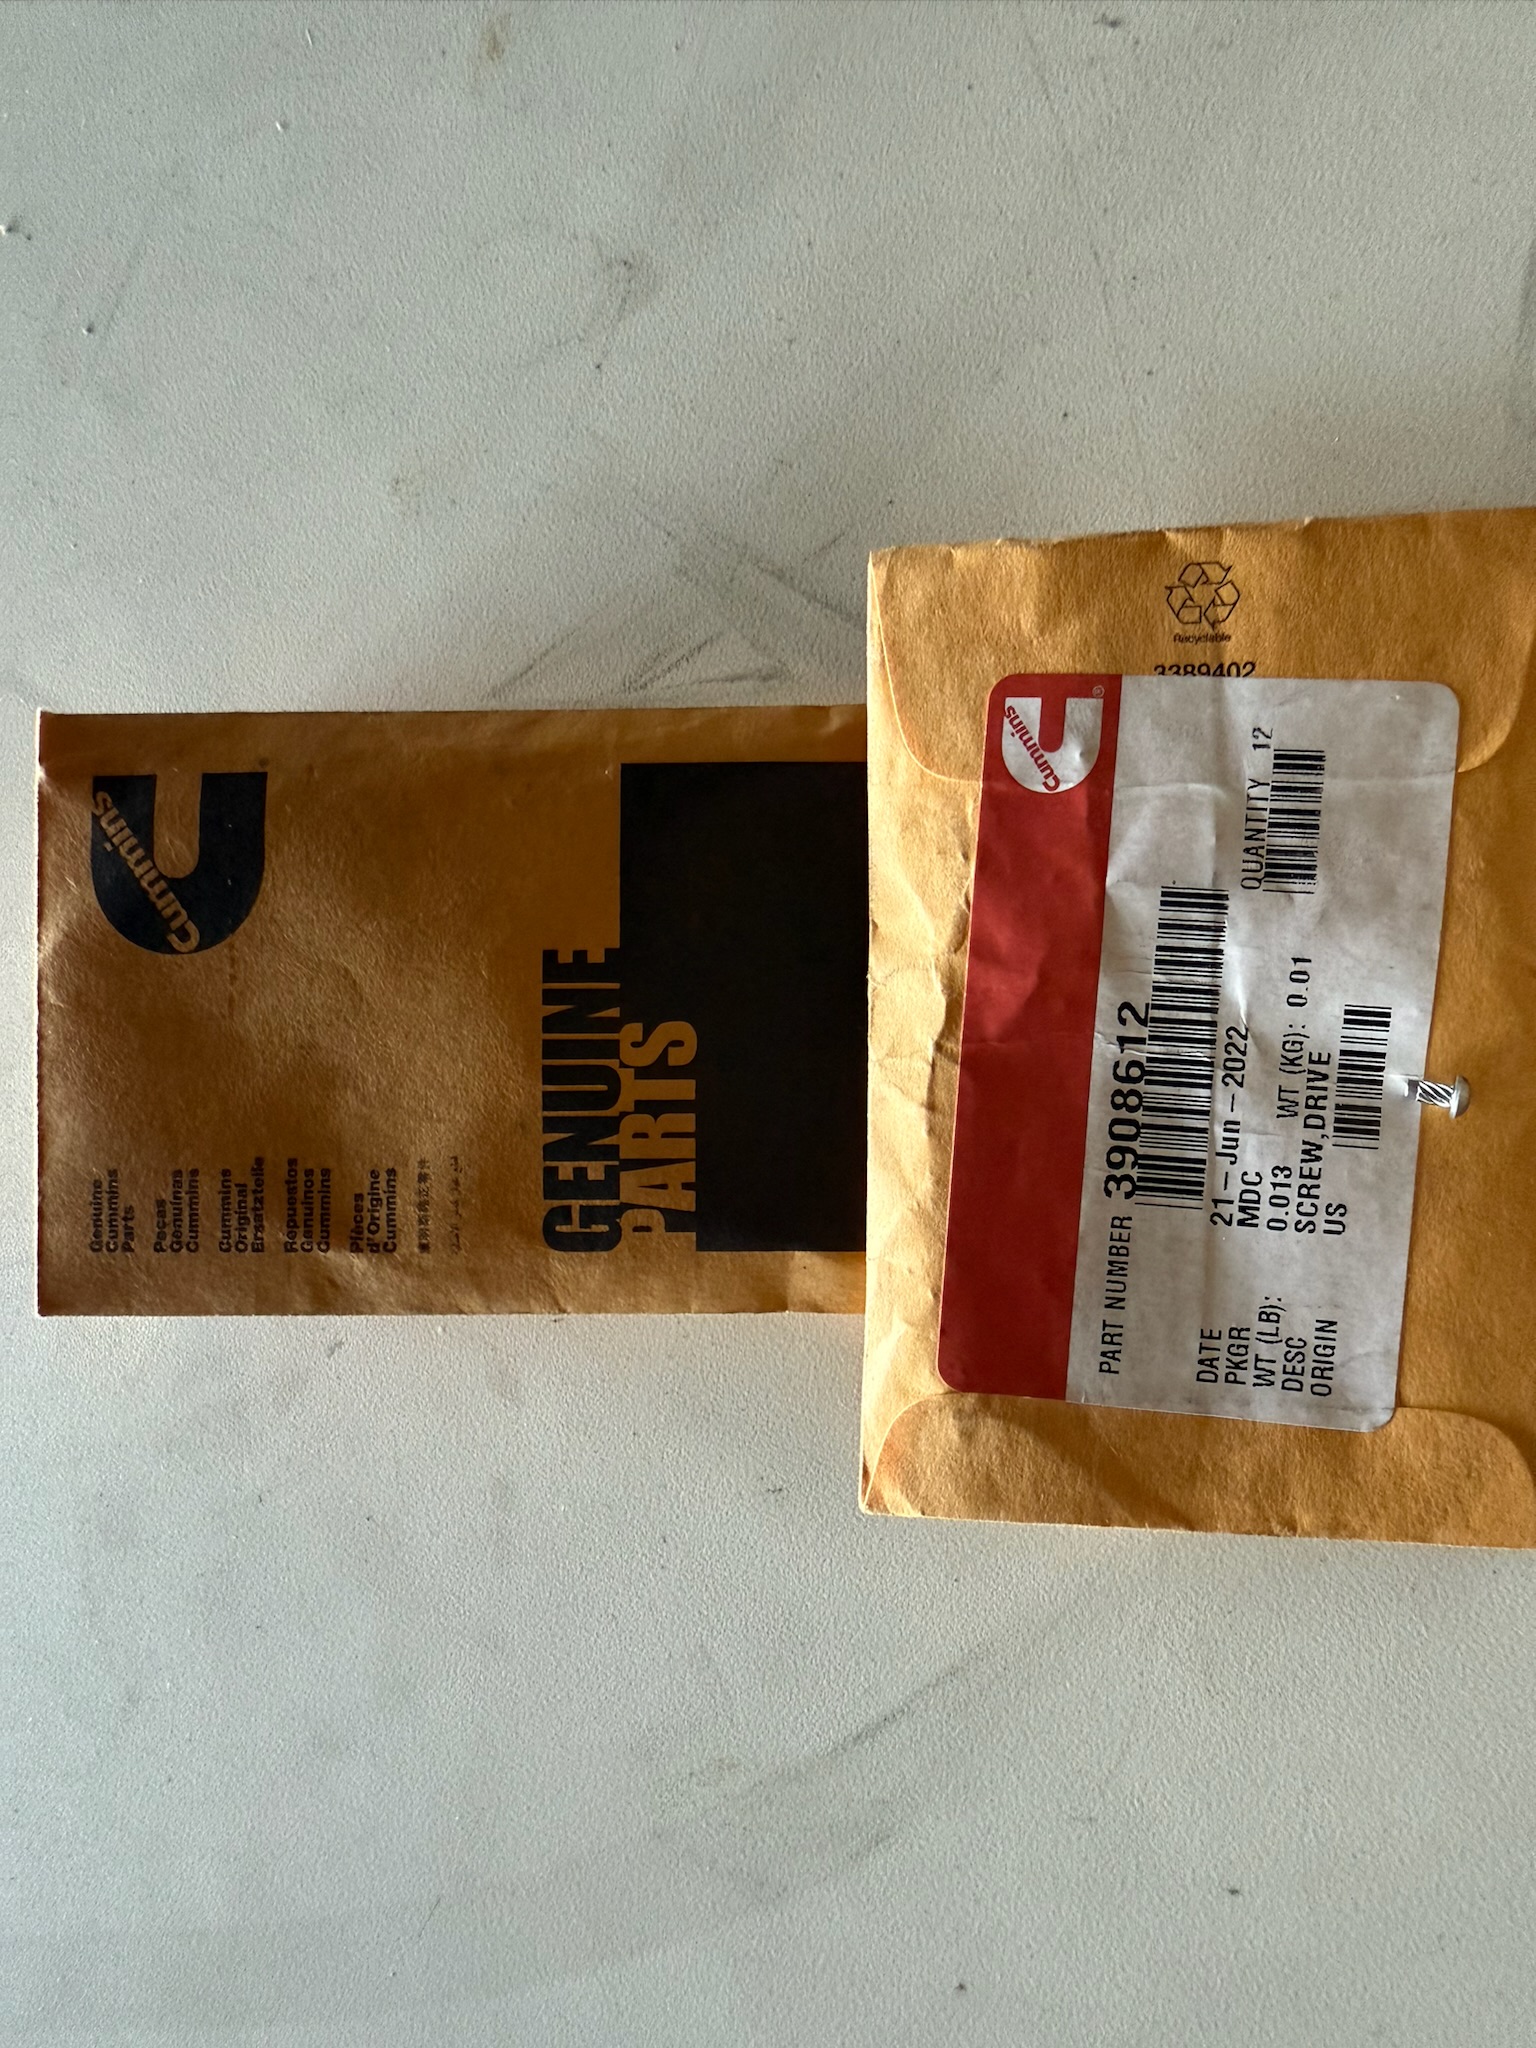 Cummins
®
Genuine
Cummins
Parts
Peças
Genuínas
Cummins
Cummins
Original
Ersatzteile
Repuestos
Genuinos
Cummins
Pièces
d'Origine
Cummins
GENUINE
PARTS
Recyclable
3389402
Cummins
®
PART NUMBER 3908612
DATE 21-Jun-2022
PKGR MDC
QUANTITY 12
WT (LB): 0.013 WT (KG): 0.01
DESC SCREW,DRIVE
ORIGIN US